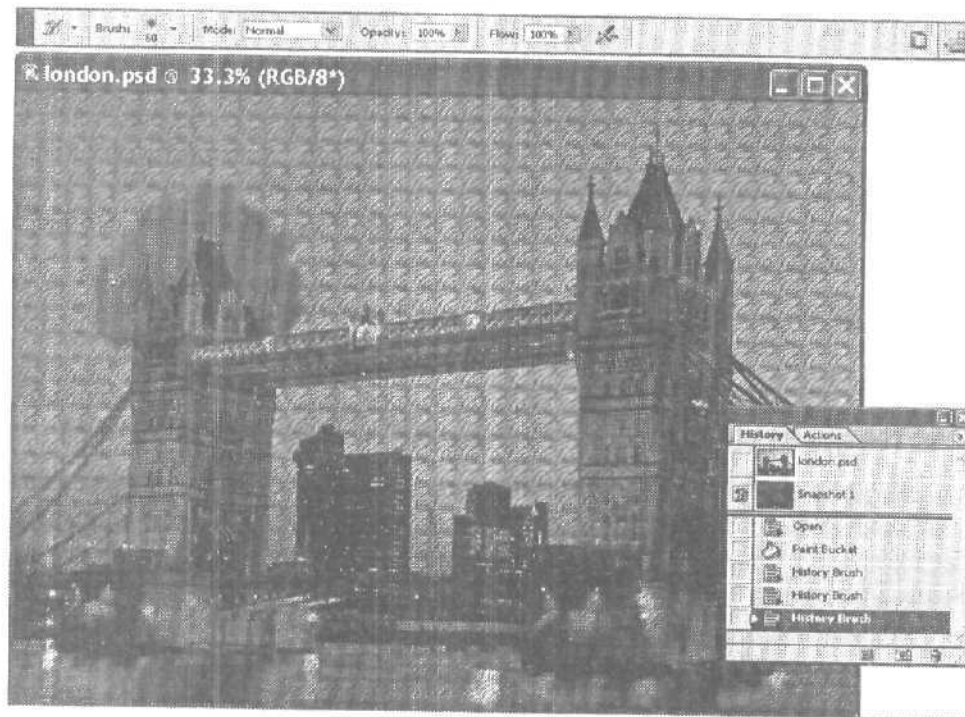 Brush: 60 Mode: Normal Opacity: 100% Flow: 100%
london.psd @ 33.3% (RGB/8*)
History Actions
london.psd
Snapshot 1
Open
Paint Bucket
History Brush
History Brush
History Brush